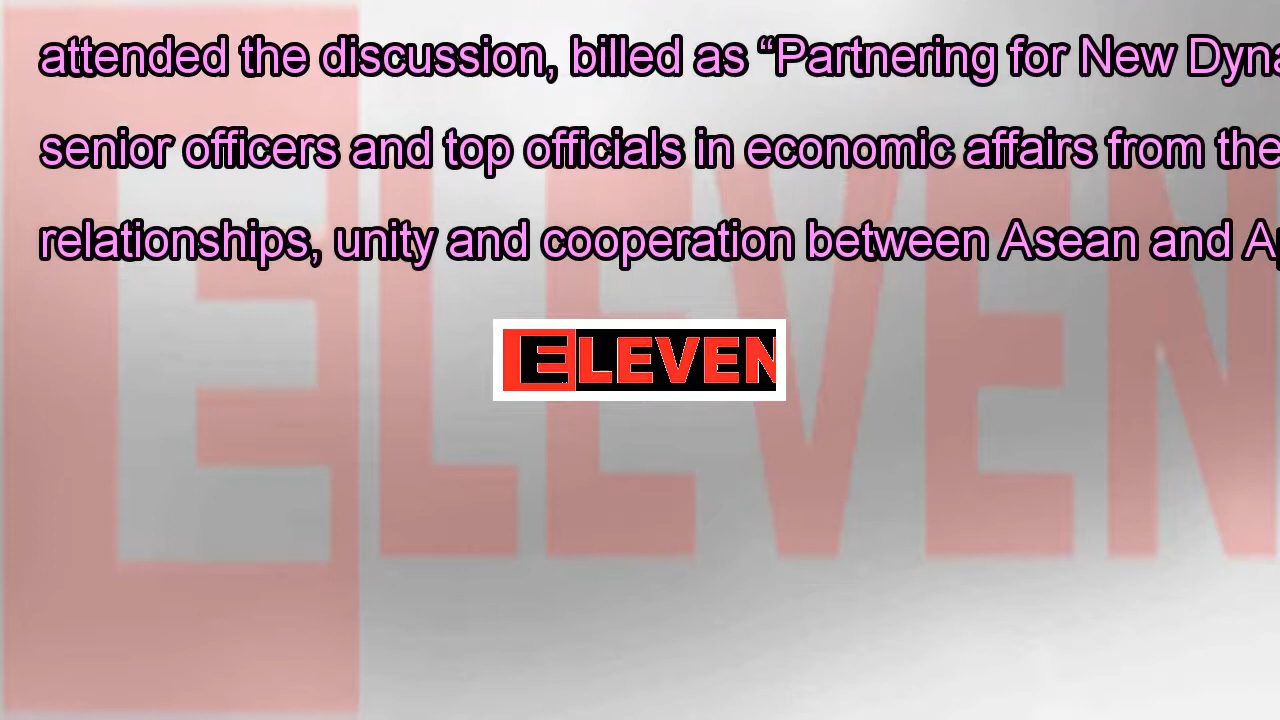 attended the discussion, billed as “Partnering for New
senior officers and top officials in economic affairs from the
relationships, unity and cooperation between Asean and
ELEVEN
ELEVEN